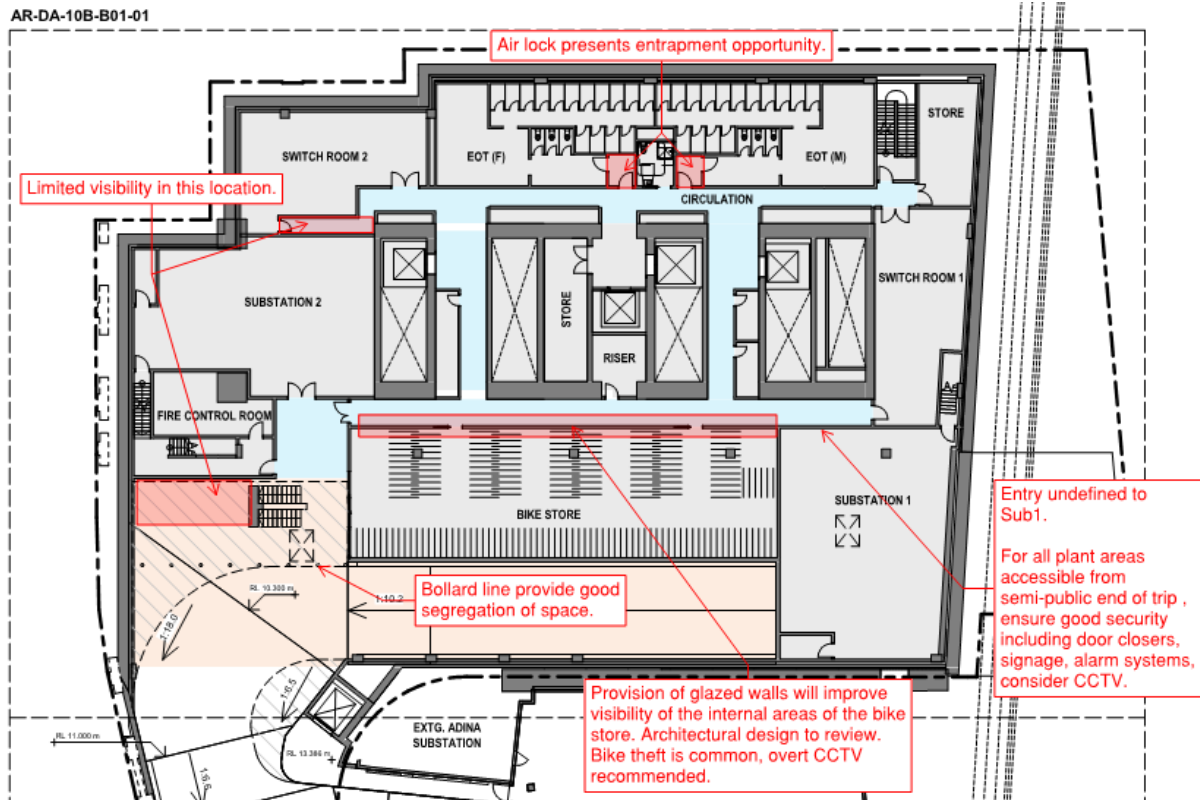 AR-DA-10B-B01-01
Air lock presents entrapment opportunity.
STORE
SWITCH ROOM 2
EOT (F)
EOT (M)
Limited visibility in this location.
CIRCULATION
SWITCH ROOM 1
SUBSTATION 2
STORE
RISER
FIRE CONTROL ROOM
Entry undefined to
Sub1.
For all plant areas
accessible from
semi-public end of trip ,
ensure good security
including door closers,
signage, alarm systems,
consider CCTV.
SUBSTATION 1
BIKE STORE
Bollard line provide good
segregation of space.
RL 10.300 m
1:10.2
1:18.0
Provision of glazed walls will improve
visibility of the internal areas of the bike
store. Architectural design to review.
Bike theft is common, overt CCTV
recommended.
1:6.5
EXTG. ADINA
SUBSTATION
RL 11.000 m
RL 13.386 m
1:6.6